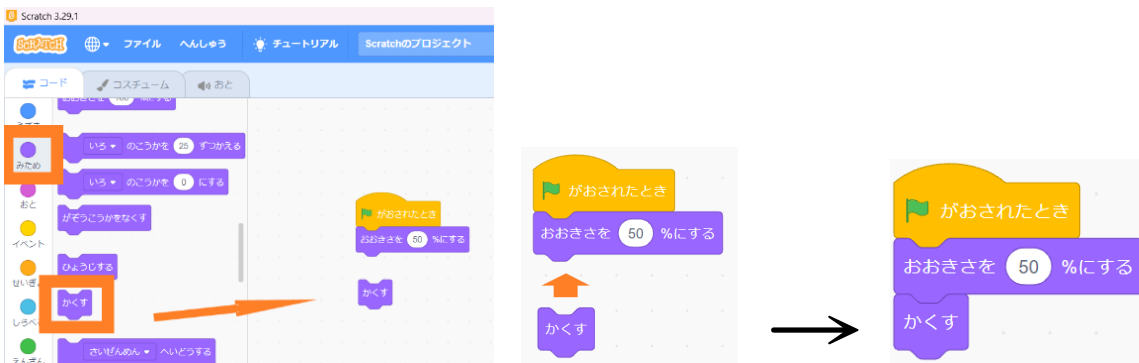 Scratch 3.29.1
SCRATCH ファイル へんしゅう チュートリアル Scratchのプロジェクト
コード コスチューム おと
みため
おと
イベント
いろ のこうかを 25 ずつかえる
いろ のこうかを 0 にする
がぞうこうかをなくす
ひょうじする
かくす
さいぜんめん へいどうする
がおされたとき
おおきさを 50 %にする
かくす
がおされたとき
おおきさを 50 %にする
かくす
がおされたとき
おおきさを 50 %にする
かくす